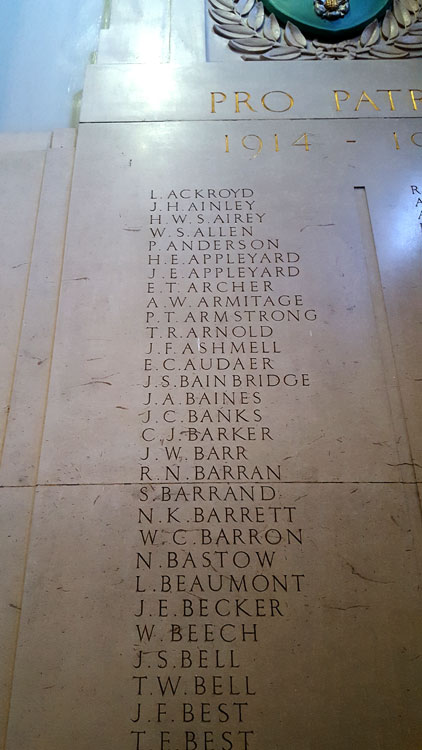 PRO PATR
1914 - 1
L. ACKROYD
J. H. AINLEY
H. W. S. AIREY
W. S. ALLEN
P. ANDERSON
H. E. APPLEYARD
J. E. APPLEYARD
E. T. ARCHER
A. W. ARMITAGE
P. T. ARMSTRONG
T. R. ARNOLD
J. F. ASHMELL
E. C. AUDAER
J. S. BAINBRIDGE
J. A. BAINES
J. C. BANKS
C. J. BARKER
J. W. BARR
R. N. BARRAN
S. BARRAND
N. K. BARRETT
W. C. BARRON
N. BASTOW
L. BEAUMONT
J. E. BECKER
W. BEECH
J. S. BELL
T. W. BELL
J. F. BEST
T. F. BEST